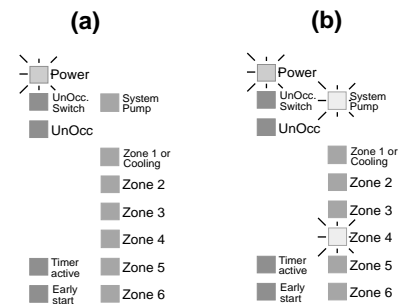 (a)
Power
UnOcc.
Switch
System
Pump
UnOcc
Zone 1 or
Cooling
Zone 2
Zone 3
Zone 4
Timer
active
Zone 5
Early
start
Zone 6
(b)
Power
UnOcc.
Switch
System
Pump
UnOcc
Zone 1 or
Cooling
Zone 2
Zone 3
Zone 4
Timer
active
Zone 5
Early
start
Zone 6